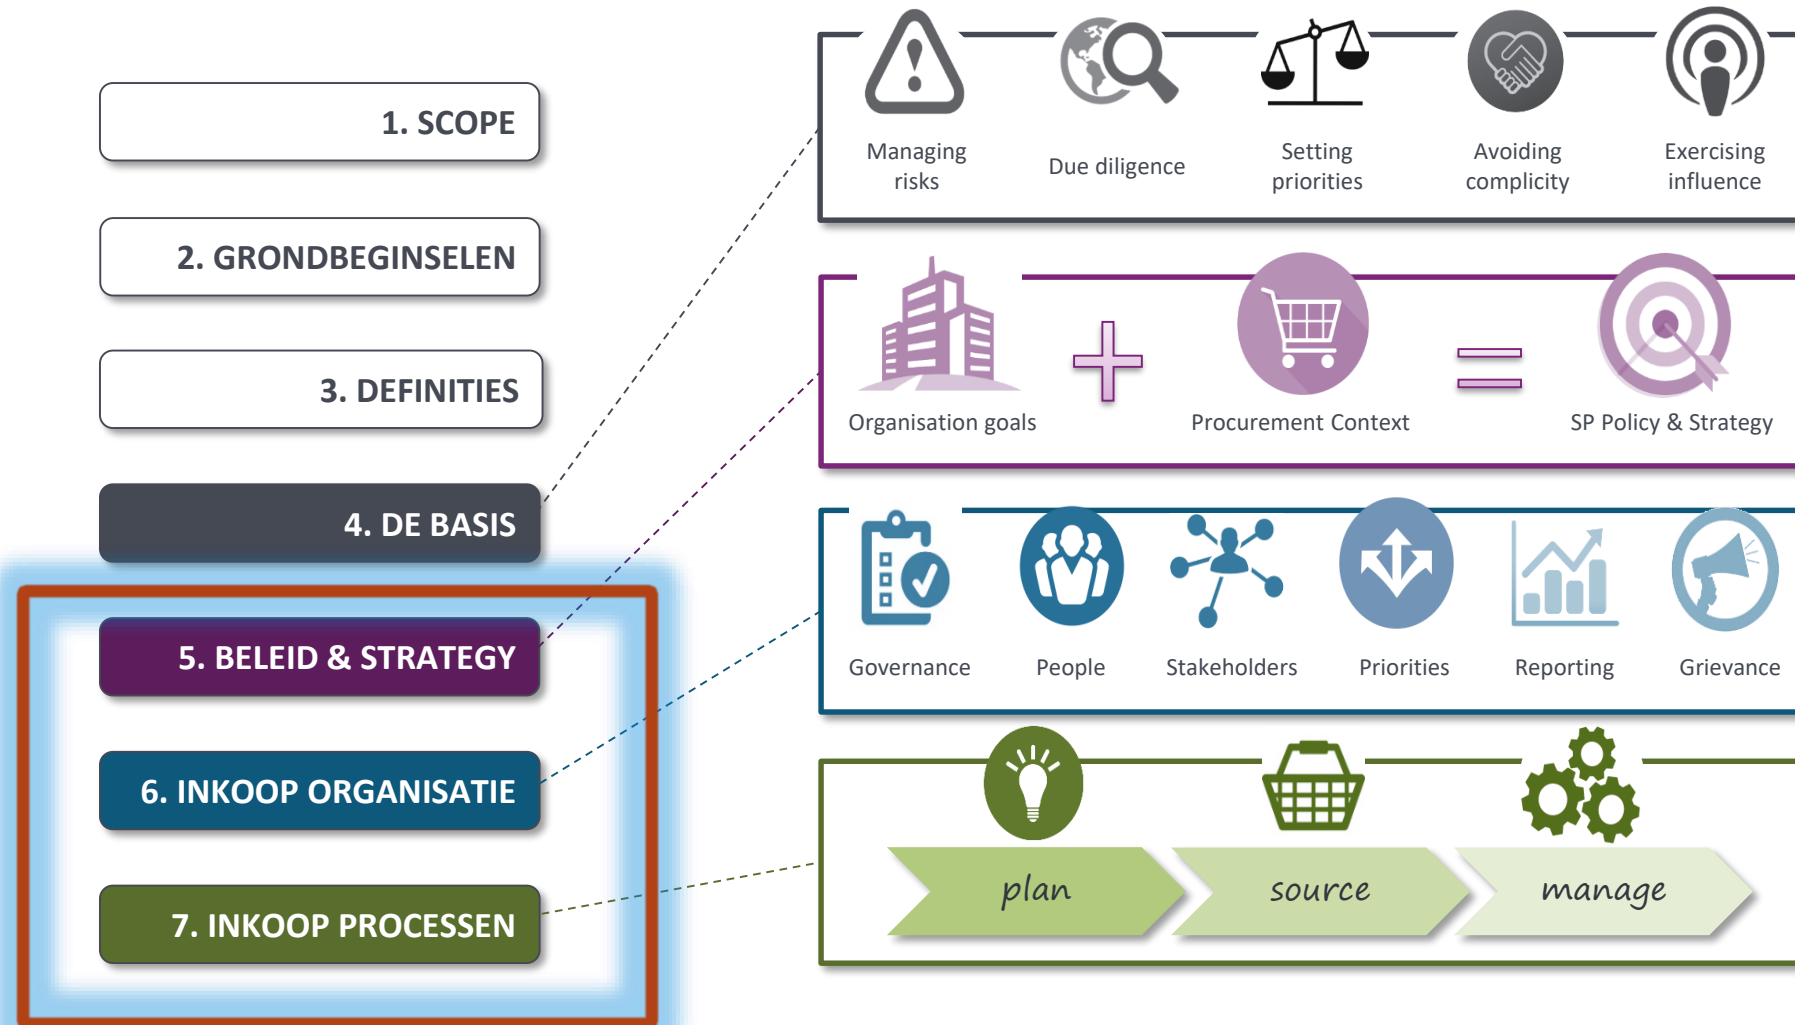 1. SCOPE
2. GRONDBEGINSELEN
3. DEFINITIES
4. DE BASIS
5. BELEID & STRATEGY
6. INKOOP ORGANISATIE
7. INKOOP PROCESSEN
Managing
risks
Due diligence
Setting
priorities
Avoiding
complicity
Exercising
influence
Organisation goals
Procurement Context
SP Policy & Strategy
Governance
People
Stakeholders
Priorities
Reporting
Grievance
plan
source
manage